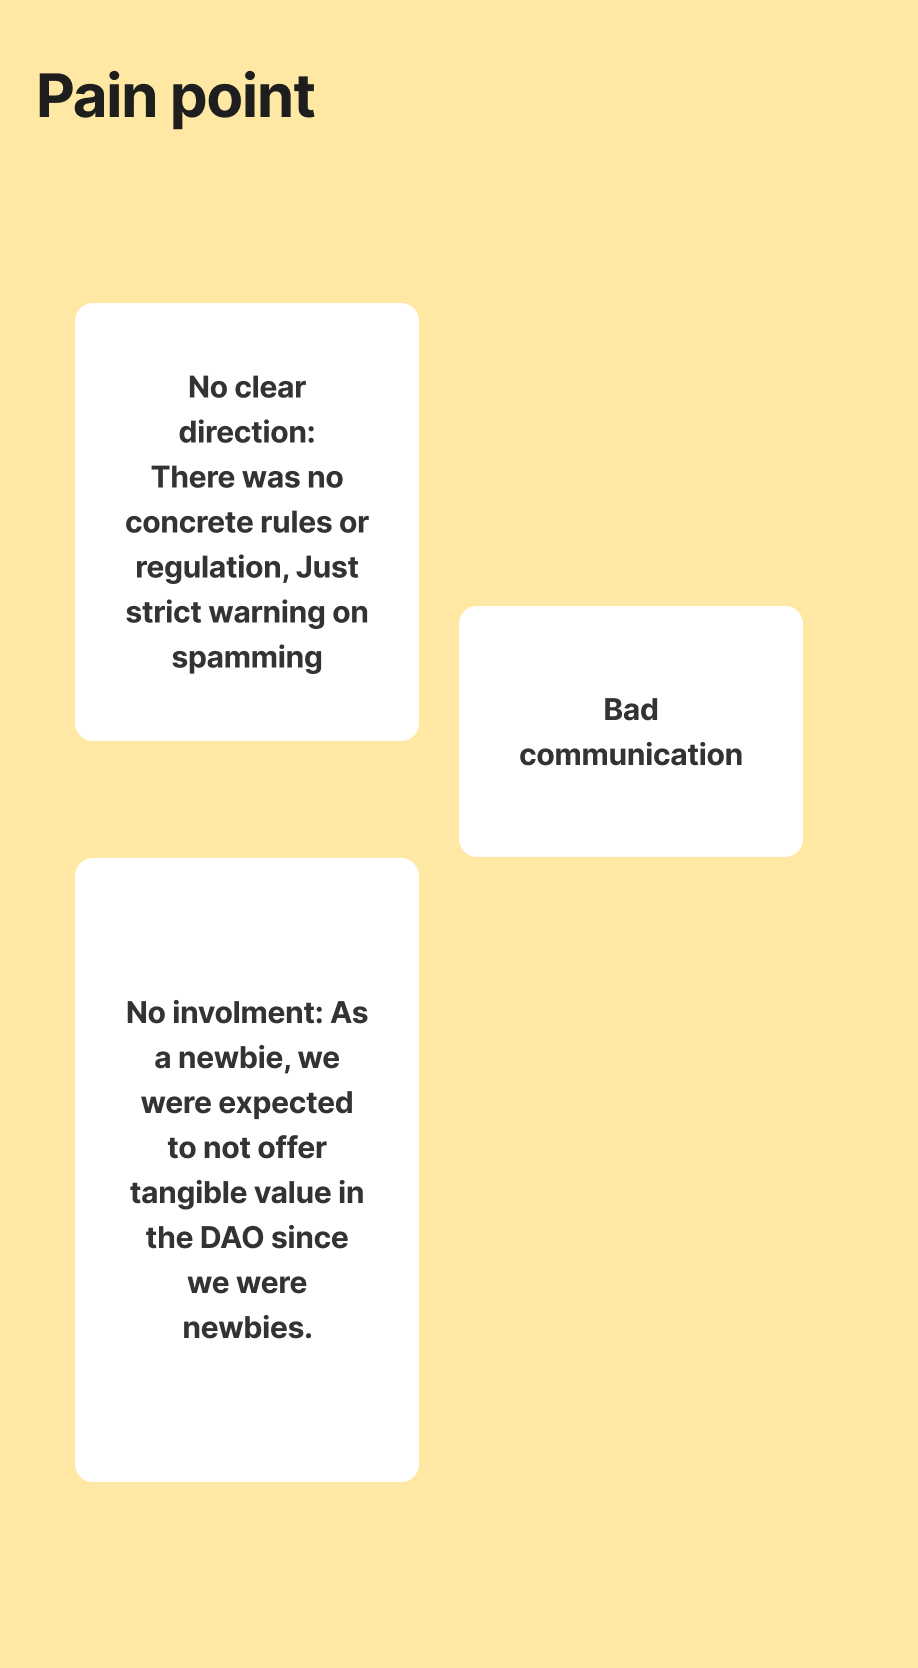 Pain point
No clear
direction:
There was no
concrete rules or
regulation, Just
strict warning on
spamming
Bad
communication
No involment: As
a newbie, we
were expected
to not offer
tangible value in
the DAO since
we were
newbies.